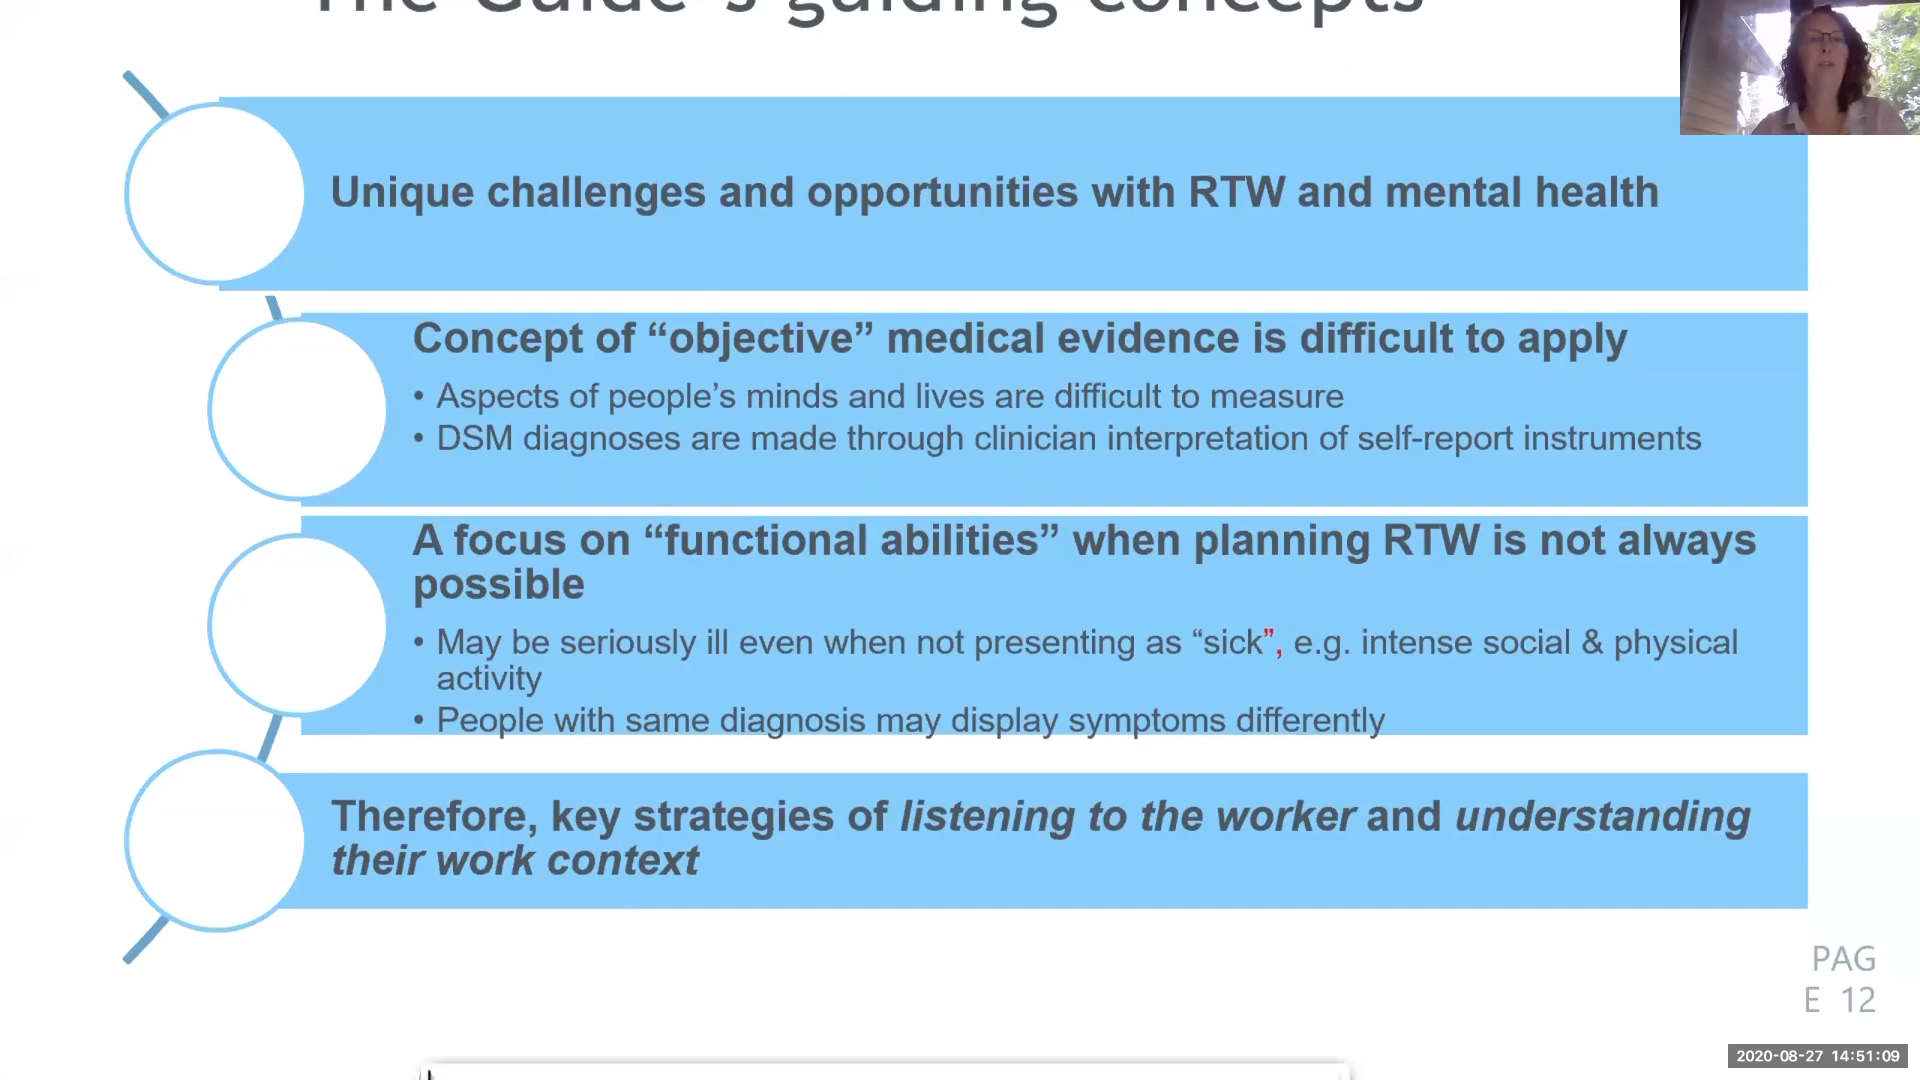 The Guide's guiding concepts
Unique challenges and opportunities with RTW and mental health
Concept of “objective” medical evidence is difficult to apply
• Aspects of people’s minds and lives are difficult to measure
• DSM diagnoses are made through clinician interpretation of self-report instruments
A focus on “functional abilities” when planning RTW is not always
possible
• May be seriously ill even when not presenting as “sick”, e.g. intense social & physical
activity
• People with same diagnosis may display symptoms differently
Therefore, key strategies of listening to the worker and understanding
their work context
PAG
E 12
2020-08-27 14:51:09